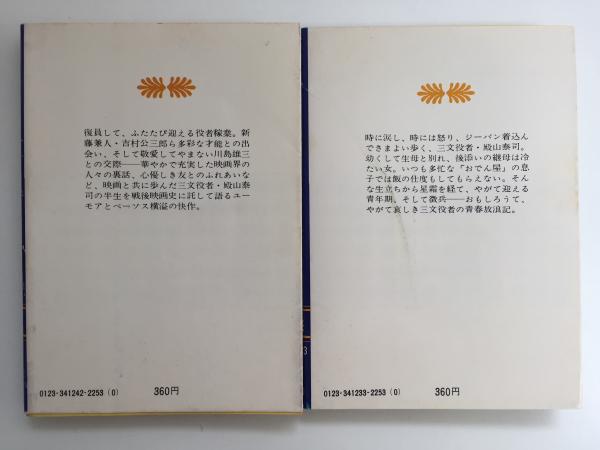 復員して、ふたたび迎える役者稼業。新
藤兼人・吉村公三郎ら多彩な才能との出
会い、そして敬愛してやまない川島雄三
との交際——華やかで充実した映画界の
人々の裏話、心優しき友とのふれあいな
ど、映画と共に歩んだ三文役者・殿山泰
司の半生を戦後映画史に託して語るユー
モアとペーソス横溢の快作。
0123-341242-2253(0)
360円
時に涙し、時には怒り、ジーパン着込ん
でさまよい歩く、三文役者・殿山泰司。
幼くして生母と別れ、後添いの継母は冷
たい女。いつも多忙な「おでん屋」の息
子では飯の仕度もしてもらえない。そん
な生立ちから星霜を経て、やがて迎える
青年期、そして徴兵——おもしろうて、
やがて哀しき三文役者の青春放浪記。
3
0123-341233-2253(0)
360円